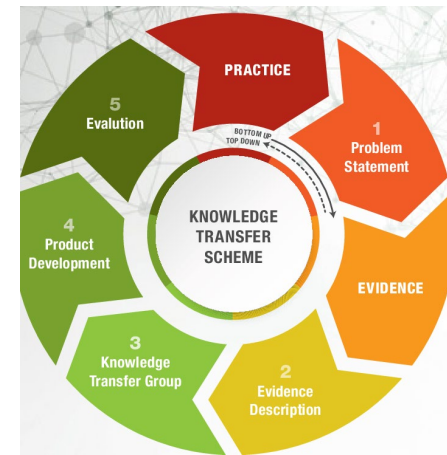 PRACTICE
1
Problem
Statement
EVIDENCE
2
Evidence
Description
3
Knowledge
Transfer Group
4
Product
Development
5
Evalution
BOTTOM UP
TOP DOWN
KNOWLEDGE
TRANSFER
SCHEME